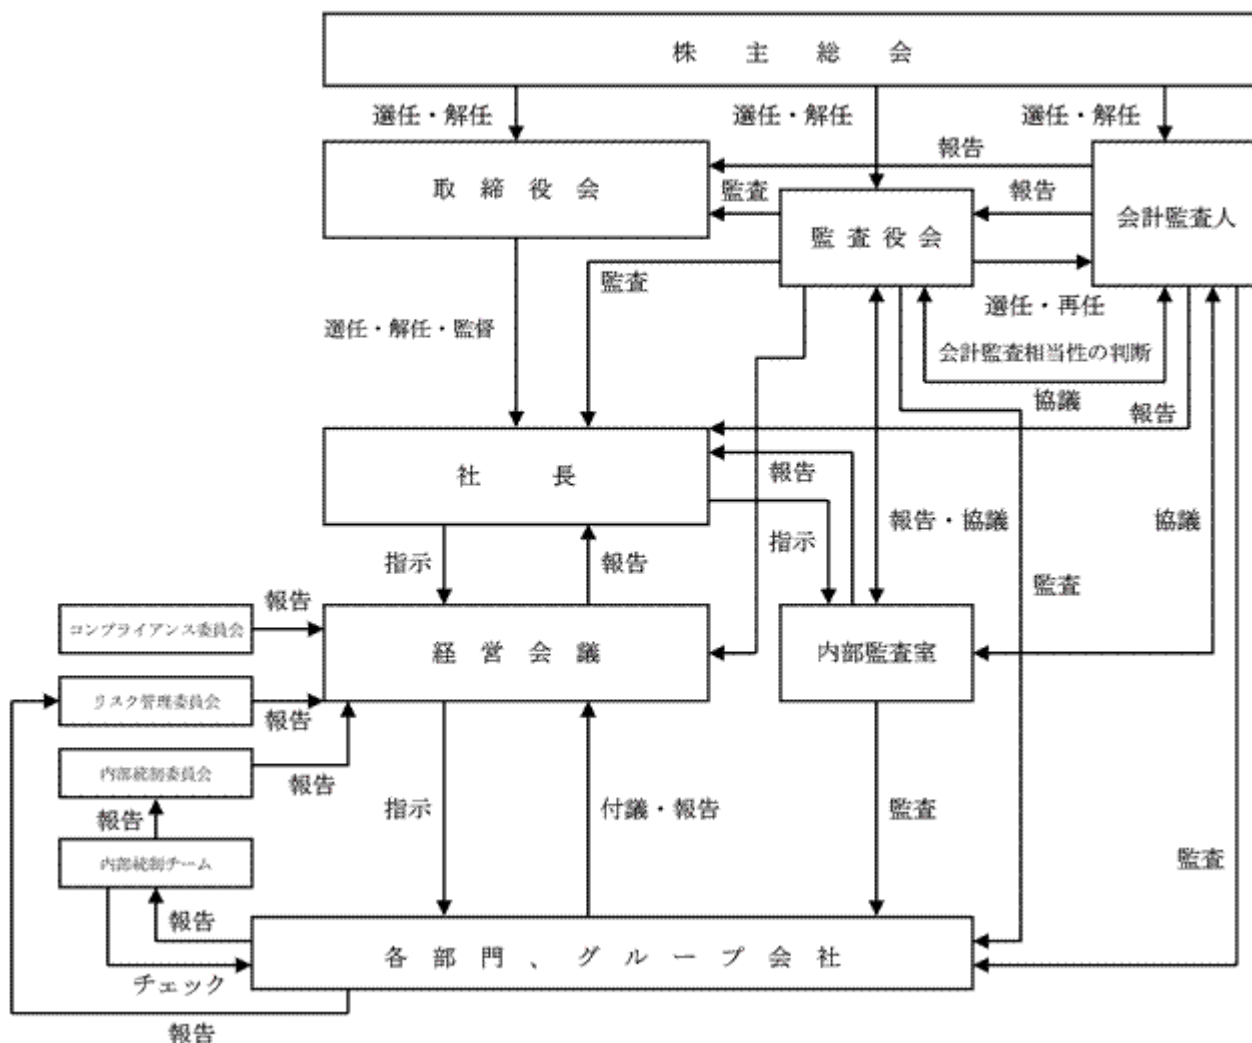 株主総会
選任・解任
選任・解任
選任・解任
報告
取締役会
監査
報告
会計監査人
監査役会
監査
選任・再任
選任・解任・監督
会計監査相当性の判断
協議
報告
社長
報告
指示
報告・協議
協議
指示
報告
監査
報告
コンプライアンス委員会
経営会議
内部監査室
リスク管理委員会
報告
内部統制委員会
報告
指示
付議・報告
監査
報告
内部統制チーム
監査
報告
各部門、グループ会社
チェック
報告